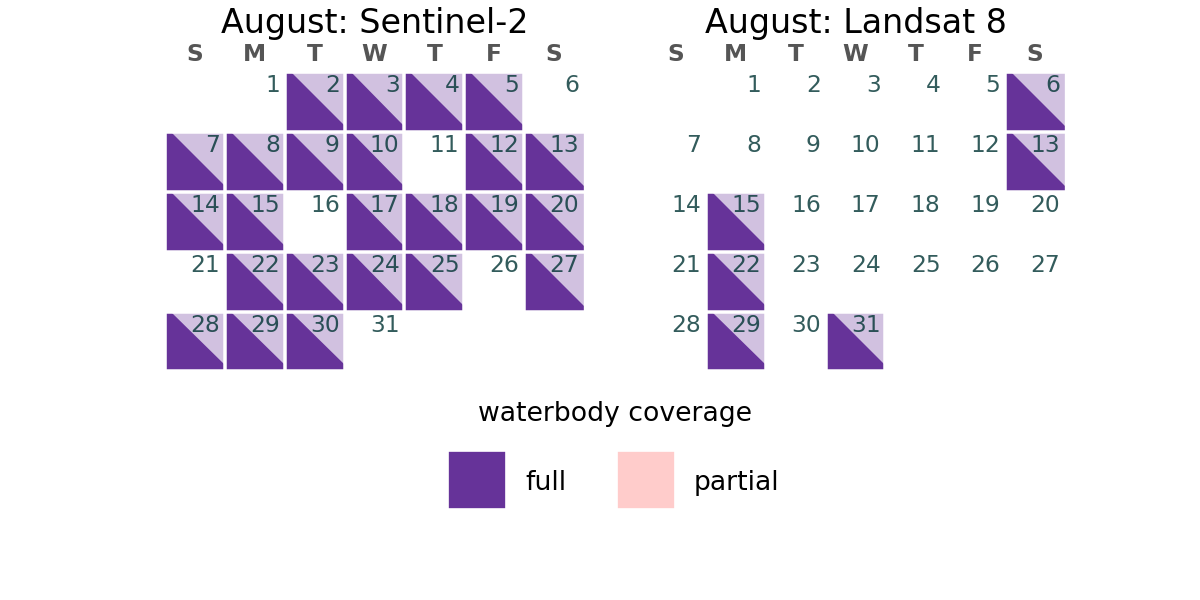 August: Sentinel-2
S M T W T F S
1 2 3 4 5 6
7 8 9 10 11 12 13
14 15 16 17 18 19 20
21 22 23 24 25 26 27
28 29 30 31
August: Landsat 8
S M T W T F S
1 2 3 4 5 6
7 8 9 10 11 12 13
14 15 16 17 18 19 20
21 22 23 24 25 26 27
28 29 30 31
waterbody coverage
full partial